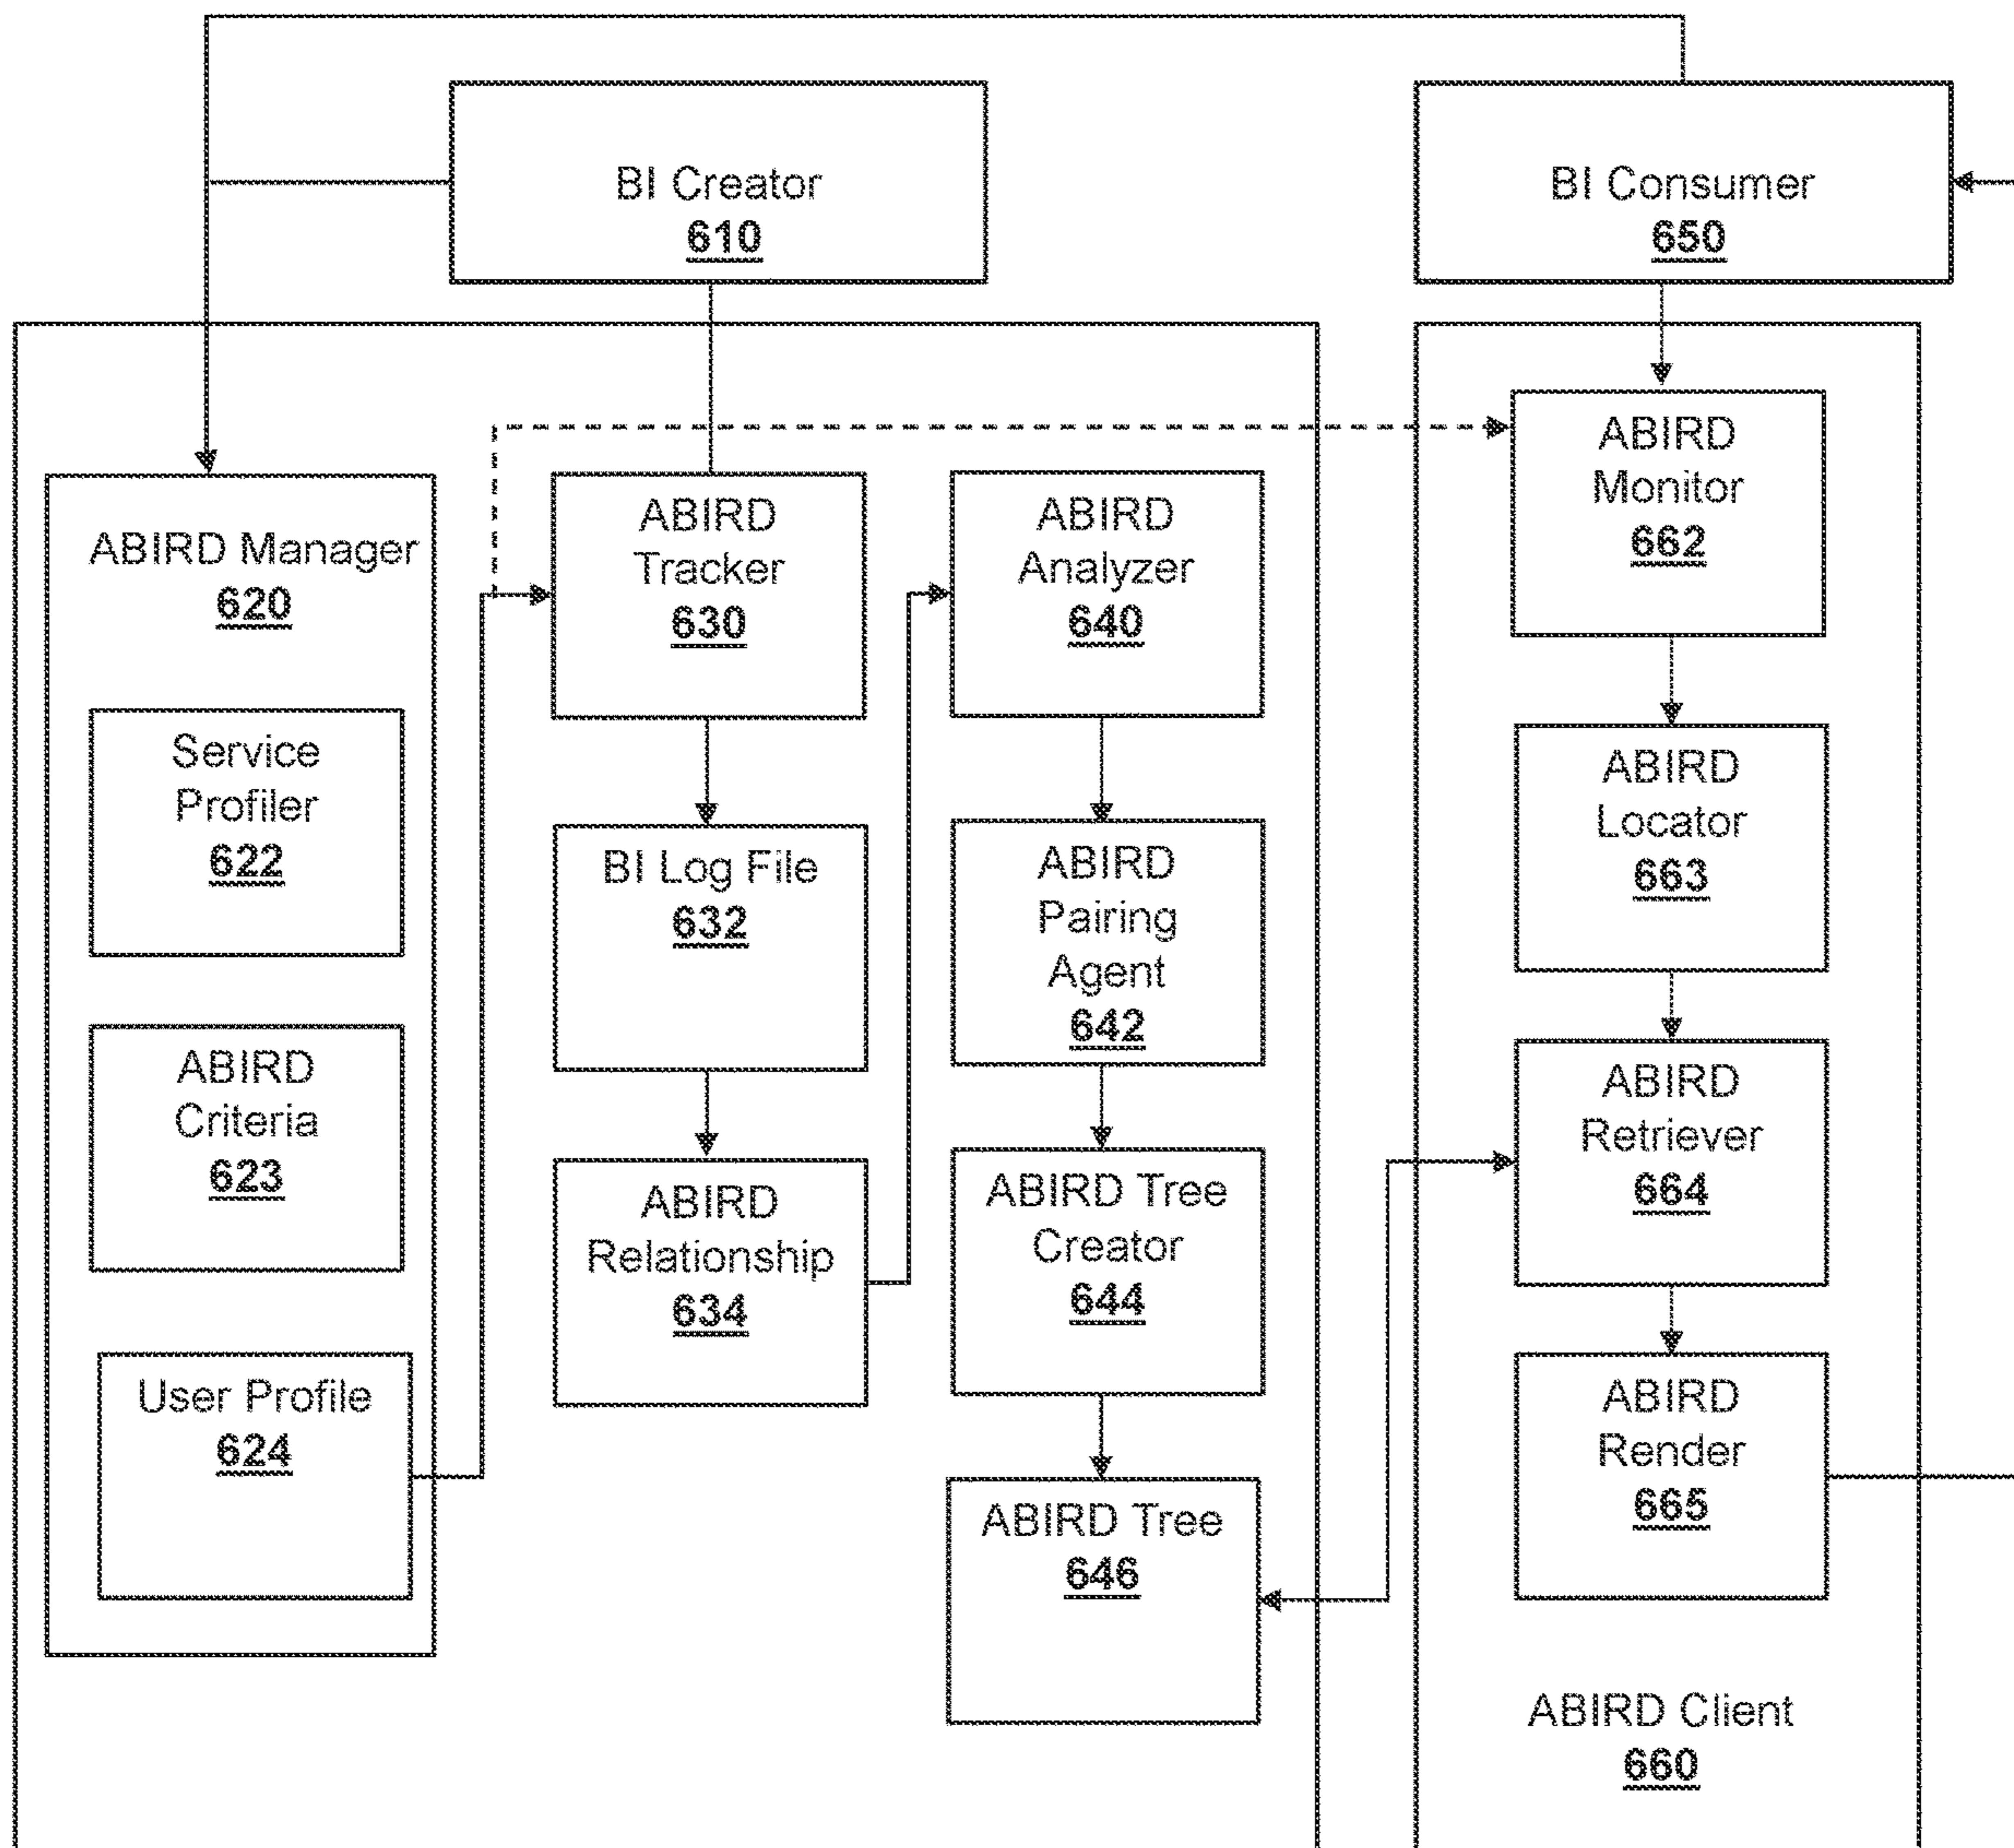 BI Creator
610
BI Consumer
650
ABIRD Manager
620
Service
Profiler
622
ABIRD
Criteria
623
User Profile
624
ABIRD
Tracker
630
BI Log File
632
ABIRD
Relationship
634
ABIRD
Analyzer
640
ABIRD
Pairing
Agent
642
ABIRD Tree
Creator
644
ABIRD Tree
646
ABIRD
Monitor
662
ABIRD
Locator
663
ABIRD
Retriever
664
ABIRD
Render
665
ABIRD Client
660